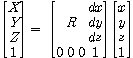 [X] [ dx] [x]
[Y] = [ R dy] [y]
[Z] [ dz] [z]
[1] [0 0 0 1] [1]